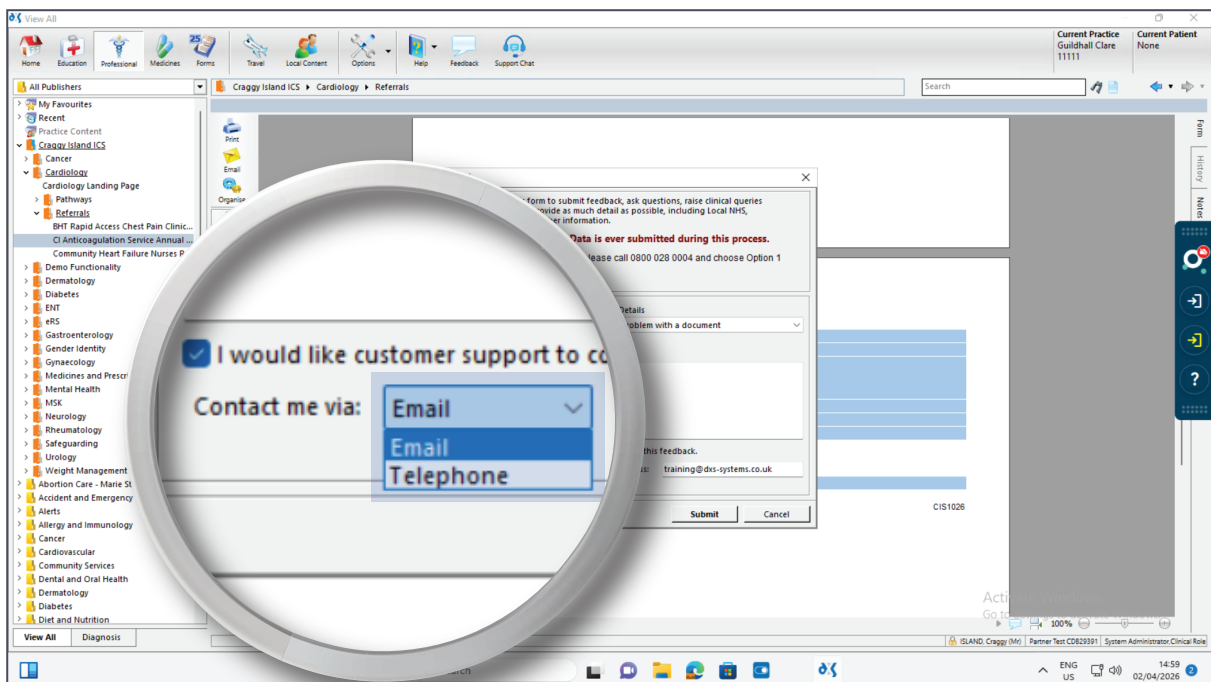 View All
Current Practice
Guildhall Clare
11111
Current Patient
None
Home
Education
Professional
Medicines
25
Forms
Travel
Local Content
Options
Help
Feedback
Support Chat
All Publishers
Craggy Island ICS
Cardiology
Referrals
Search
My Favourites
Recent
Practice Content
Craggy Island ICS
Cancer
Cardiology
Cardiology Landing Page
Pathways
Referrals
BHT Rapid Access Chest Pain Clinic...
CI Anticoagulation Service Annual ...
Community Heart Failure Nurses
Demo Functionality
Dermatology
Diabetes
ENT
eRS
Gastroenterology
Gender Identity
Gynaecology
Medicines and
Mental Health
MSK
Neurology
Rheumatology
Safeguarding
Urology
Weight Management
Abortion Care - Marie
Accident and Emergency
Alerts
Allergy and Immunology
Cancer
Cardiovascular
Community Services
Dental and Oral Health
Dermatology
Diabetes
Diet and Nutrition
View All
Diagnosis
Print
Email
Organise
Form
History
Notes
form to submit feedback, ask questions, raise clinical queries
as much detail as possible, including Local NHS,
information.
Data is ever submitted during this process.
please call 0800 028 0004 and choose Option 1
Details
problem with a document
I would like customer support to
Contact me via:
Email
Email
Telephone
this feedback.
training@dxs-systems.co.uk
Submit
Cancel
CIS1026
?
100%
ISLAND, Craggy (Mr)
Partner Test CDB29391
System Administrator,Clinical Role
ENG
US
14:59
02/04/2026
2